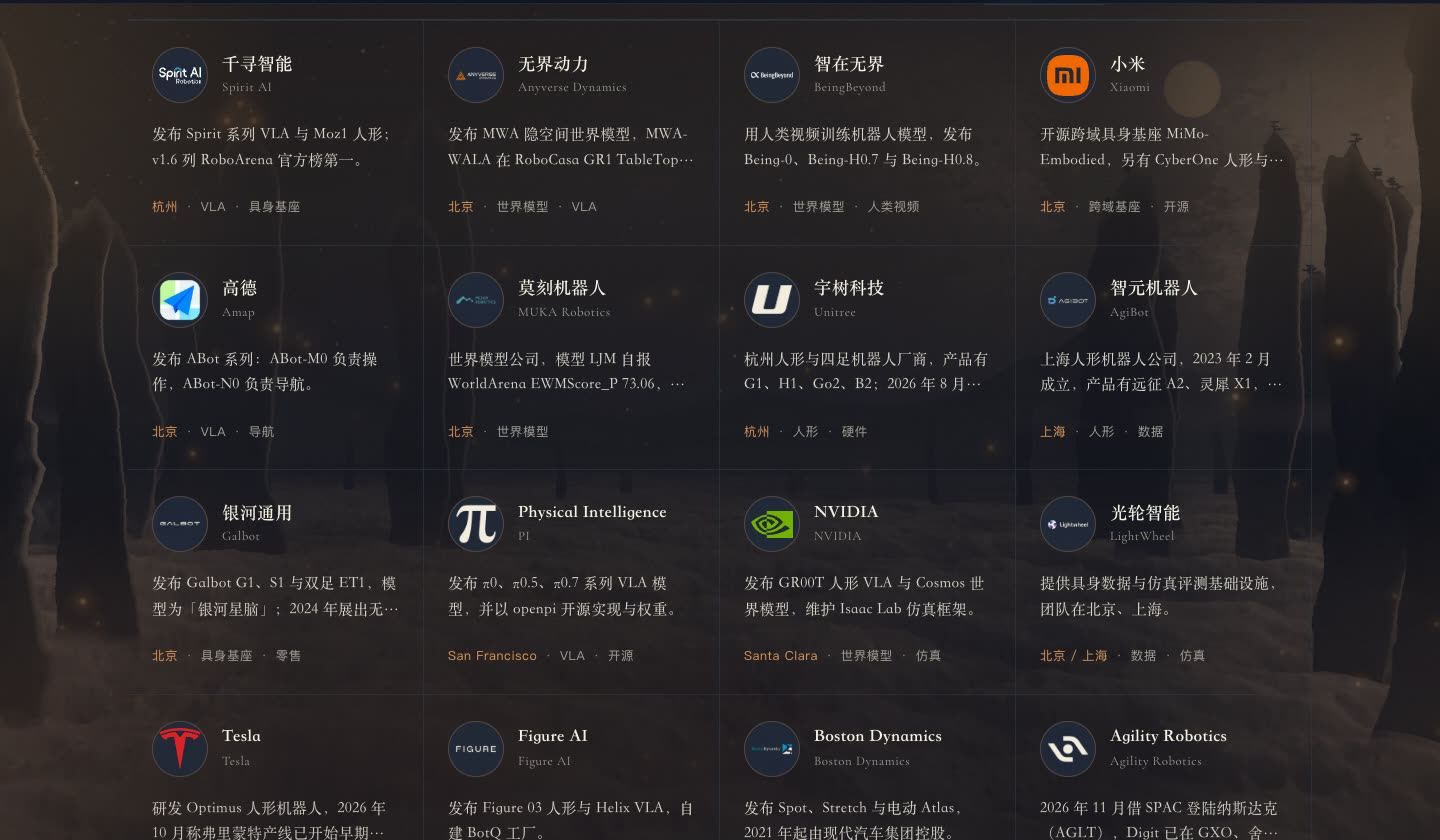 Spirit AI
Robotics
千寻智能
Spirit AI
发布 Spirit 系列 VLA 与 Moz1 人形；
v1.6 列 RoboArena 官方榜第一。
杭州 · VLA · 具身基座
ANYVERSE
无界动力
Anyverse Dynamics
发布 MWA 隐空间世界模型，MWA-
WALA 在 RoboCasa GR1 TableTop…
北京 · 世界模型 · VLA
BeingBeyond
智在无界
BeingBeyond
用人类视频训练机器人模型，发布
Being-0、Being-H0.7 与 Being-H0.8。
北京 · 世界模型 · 人类视频
小米
Xiaomi
开源跨域具身基座 MiMo-
Embodied，另有 CyberOne 人形与…
北京 · 跨域基座 · 开源
高德
Amap
发布 ABot 系列：ABot-M0 负责操
作，ABot-N0 负责导航。
北京 · VLA · 导航
莫刻机器人
MUKA Robotics
世界模型公司，模型 LJM 自报
WorldArena EWMScore_P 73.06，…
北京 · 世界模型
宇树科技
Unitree
杭州人形与四足机器人厂商，产品有
G1、H1、Go2、B2；2026 年 8 月…
杭州 · 人形 · 硬件
AGIBOT
智元机器人
AgiBot
上海人形机器人公司，2023 年 2 月
成立，产品有远征 A2、灵犀 X1，…
上海 · 人形 · 数据
GALBOT
银河通用
Galbot
发布 Galbot G1、S1 与双足 ET1，模
型为「银河星脑」；2024 年展出无…
北京 · 具身基座 · 零售
π
Physical Intelligence
PI
发布 π0、π0.5、π0.7 系列 VLA 模
型，并以 openpi 开源实现与权重。
San Francisco · VLA · 开源
NVIDIA
NVIDIA
发布 GR00T 人形 VLA 与 Cosmos 世
界模型，维护 Isaac Lab 仿真框架。
Santa Clara · 世界模型 · 仿真
Lightwheel
光轮智能
LightWheel
提供具身数据与仿真评测基础设施，
团队在北京、上海。
北京 / 上海 · 数据 · 仿真
Tesla
Tesla
研发 Optimus 人形机器人，2026 年
10 月称弗里蒙特产线已开始早期…
FIGURE
Figure AI
Figure AI
发布 Figure 03 人形与 Helix VLA，自
建 BotQ 工厂。
Boston Dynamics
Boston Dynamics
发布 Spot、Stretch 与电动 Atlas，
2021 年起由现代汽车集团控股。
Agility Robotics
Agility Robotics
2026 年 11 月借 SPAC 登陆纳斯达克
（AGLT），Digit 已在 GXO、舍…